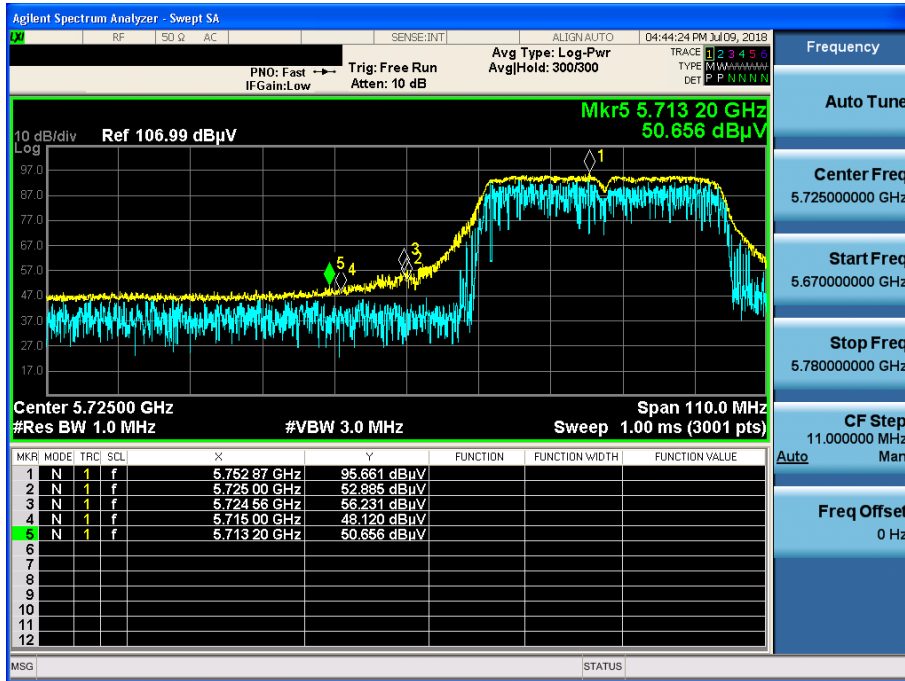 Agilent Spectrum Analyzer - Swept SA
LXI RF 50 Ω AC SENSE:INT ALIGN AUTO 04:44:24 PM Jul 09, 2018
PNO: Fast
IFGain:Low
Trig: Free Run
Atten: 10 dB
Avg Type: Log-Pwr
Avg|Hold: 300/300
TRACE 1 2 3 4 5 6
TYPE M W
DET P P N N N N
Mkr5 5.713 20 GHz
50.656 dBµV
10 dB/div Ref 106.99 dBµV
Log
97.0
87.0
77.0
67.0
57.0
47.0
37.0
27.0
17.0
1
3
2
5
4
Center 5.72500 GHz Span 110.0 MHz
#Res BW 1.0 MHz #VBW 3.0 MHz Sweep 1.00 ms (3001 pts)
MKR MODE TRC SCL X Y FUNCTION FUNCTION WIDTH FUNCTION VALUE
1 N 1 f 5.752 87 GHz 95.661 dBµV
2 N 1 f 5.725 00 GHz 52.885 dBµV
3 N 1 f 5.724 56 GHz 56.231 dBµV
4 N 1 f 5.715 00 GHz 48.120 dBµV
5 N 1 f 5.713 20 GHz 50.656 dBµV
6
7
8
9
10
11
12
MSG STATUS
Frequency
Auto Tune
Center Freq
5.725000000 GHz
Start Freq
5.670000000 GHz
Stop Freq
5.780000000 GHz
CF Step
11.000000 MHz
Auto Man
Freq Offset
0 Hz